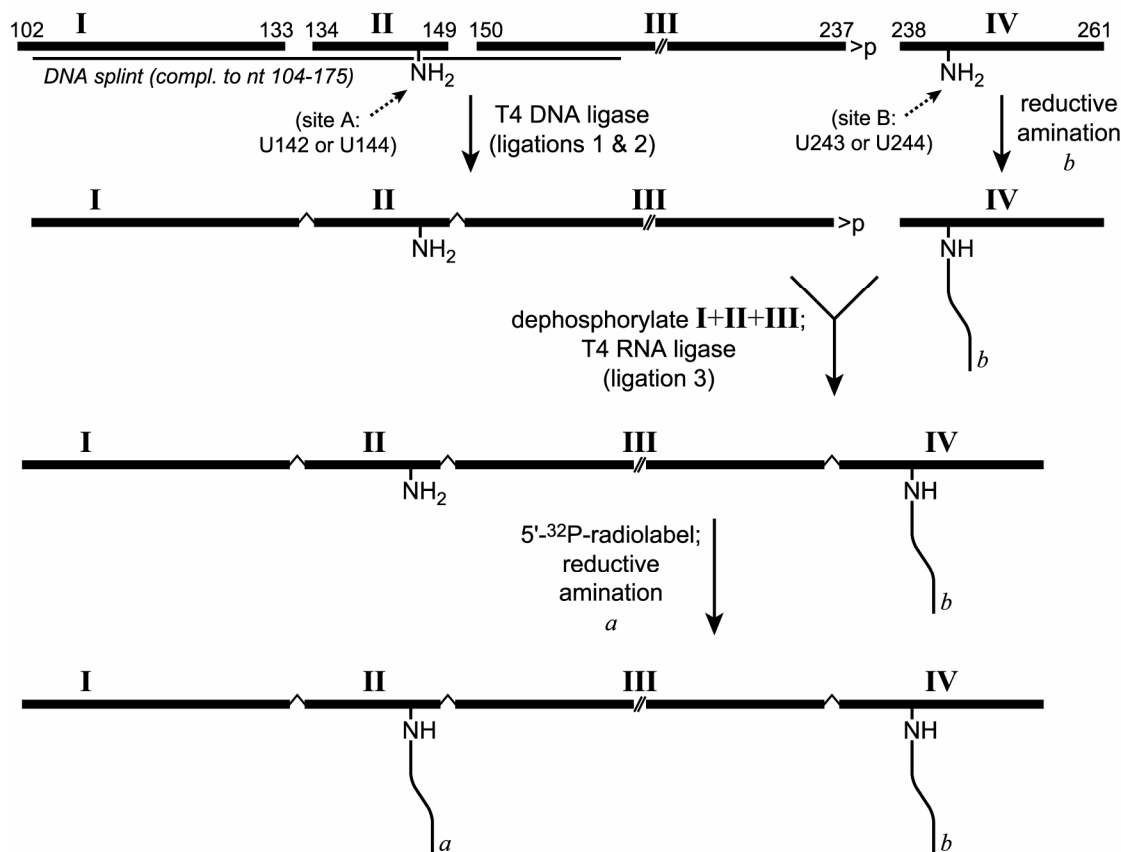 I II III IV
102 133 134 149 150 237 >p 238 261
DNA splint (compl. to nt 104-175)
NH2 NH2
(site A:
U142 or U144)
T4 DNA ligase
(ligations 1 & 2)
(site B:
U243 or U244)
reductive
amination
b
I II III IV
>p
NH2 NH
b
dephosphorylate I+II+III;
T4 RNA ligase
(ligation 3)
I II III IV
NH2 NH
b
5'-32P-radiolabel;
reductive
amination
a
I II III IV
NH NH
a b